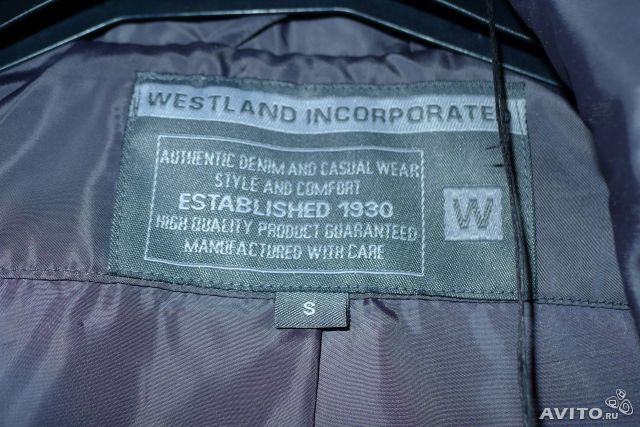 WESTLAND INCORPORATED
AUTHENTIC DENIM AND CASUAL WEAR
STYLE AND COMFORT
ESTABLISHED 1930
HIGH QUALITY PRODUCT GUARANTEED
MANUFACTURED WITH CARE
W
S
AVITO.ru